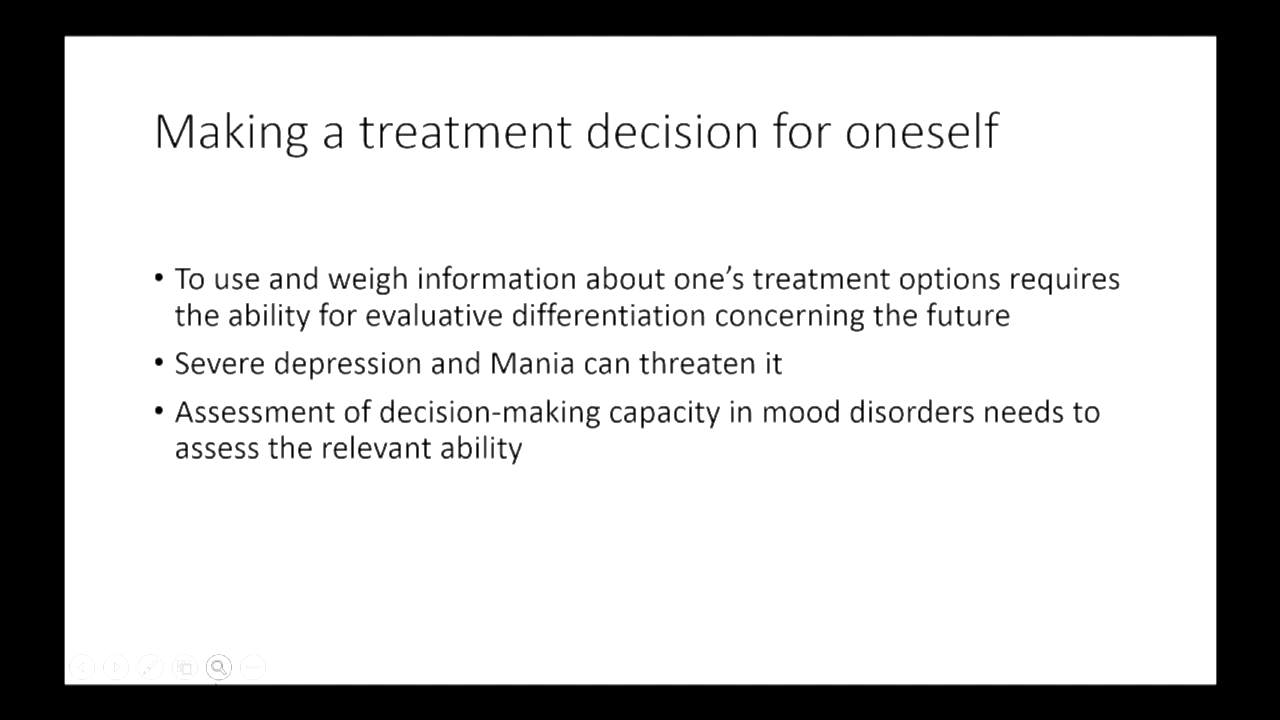 Making a treatment decision for oneself
• To use and weigh information about one’s treatment options requires
the ability for evaluative differentiation concerning the future
• Severe depression and Mania can threaten it
• Assessment of decision-making capacity in mood disorders needs to
assess the relevant ability